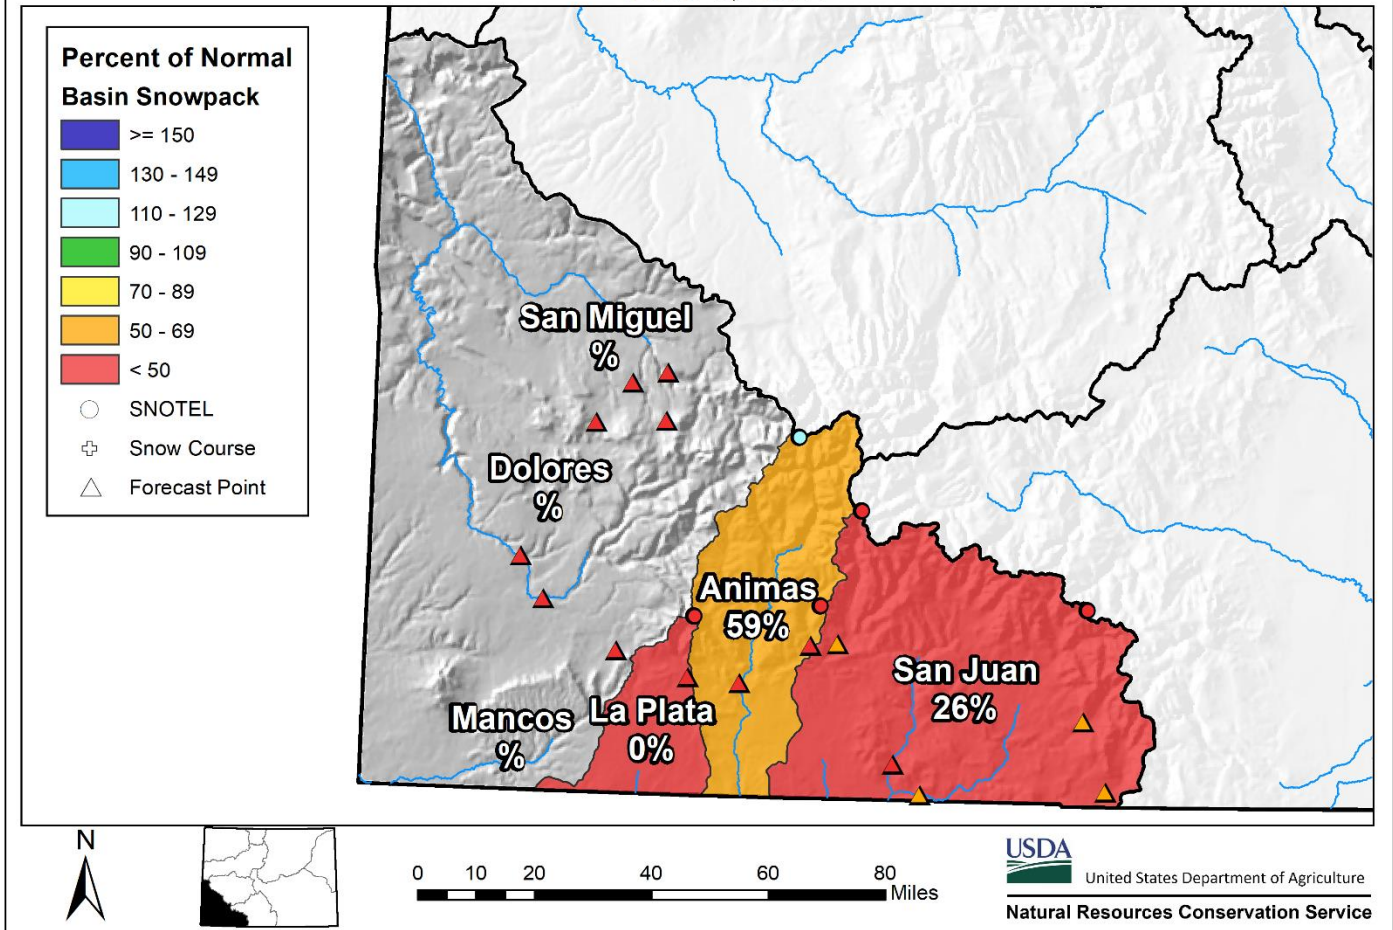 Percent of Normal
Basin Snowpack
>= 150
130 - 149
110 - 129
90 - 109
70 - 89
50 - 69
< 50
SNOTEL
Snow Course
Forecast Point
San Miguel
%
Dolores
%
Animas
59%
San Juan
26%
Mancos
%
La Plata
0%
N
0 10 20 40 60 80
Miles
USDA
United States Department of Agriculture
Natural Resources Conservation Service